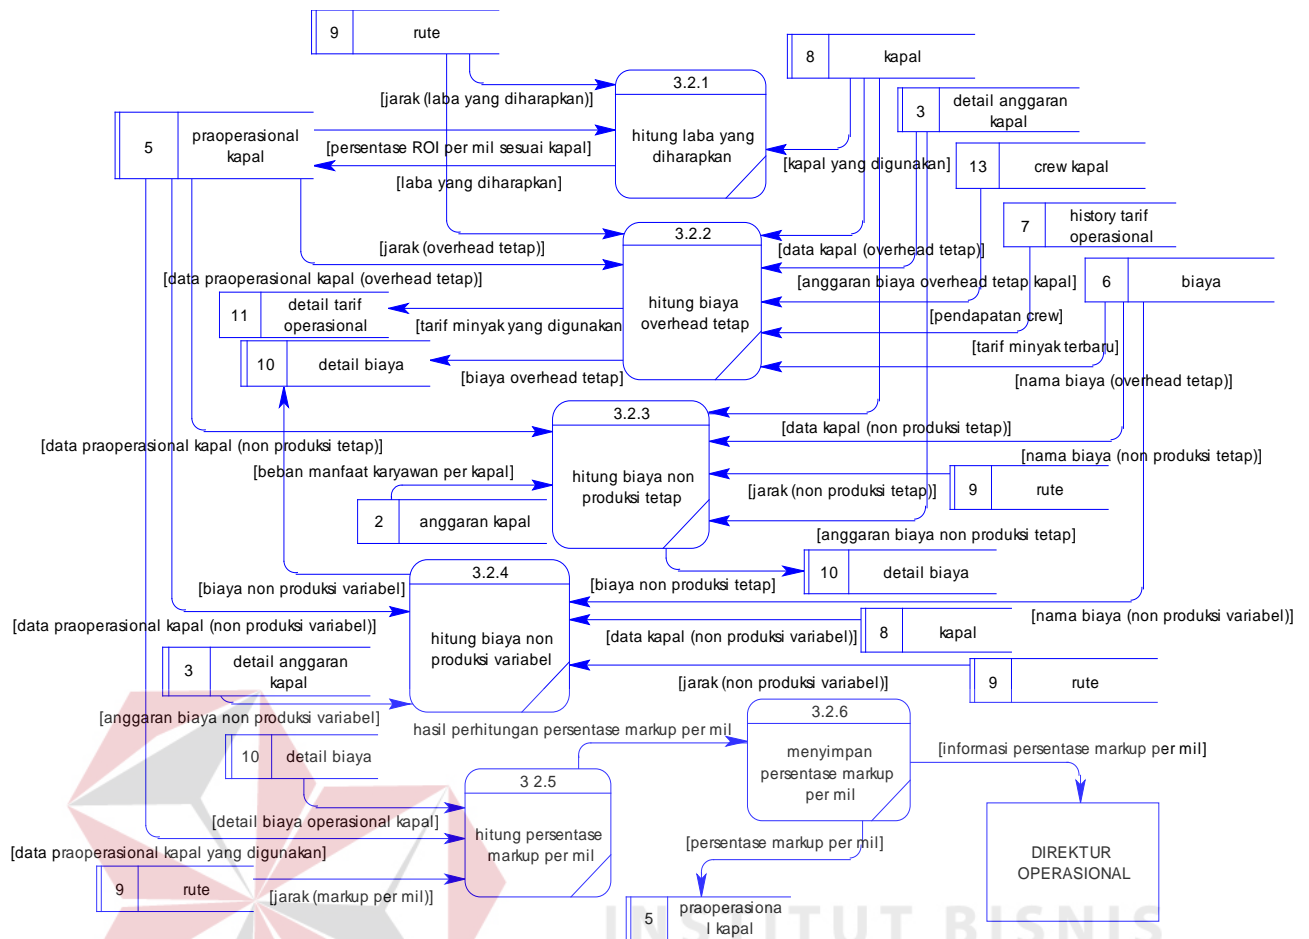 9 rute
8 kapal
3.2.1
[jarak (laba yang diharapkan)]
3 detail anggaran
kapal
hitung laba yang
diharapkan
5 praoperasional
kapal
[persentase ROI per mil sesuai kapal]
[kapal yang digunakan]
13 crew kapal
[laba yang diharapkan]
7 history tarif
operasional
3.2.2
[jarak (overhead tetap)]
[data kapal (overhead tetap)]
[data praoperasional kapal (overhead tetap)]
[anggaran biaya overhead tetap kapal]
6 biaya
hitung biaya
overhead tetap
11 detail tarif
operasional
[tarif minyak yang digunakan
[pendapatan crew]
[tarif minyak terbaru]
10 detail biaya
[biaya overhead tetap]
[nama biaya (overhead tetap)]
3.2.3
[data kapal (non produksi tetap)]
[data praoperasional kapal (non produksi tetap)]
[nama biaya (non produksi tetap)]
[beban manfaat karyawan per kapal]
hitung biaya non
produksi tetap
[jarak (non produksi tetap)]
9 rute
2 anggaran kapal
[anggaran biaya non produksi tetap]
3.2.4
10 detail biaya
[biaya non produksi variabel]
[biaya non produksi tetap]
[nama biaya (non produksi variabel)]
[data praoperasional kapal (non produksi variabel)]
hitung biaya non
produksi variabel
[data kapal (non produksi variabel)]
8 kapal
3 detail anggaran
kapal
[jarak (non produksi variabel)]
9 rute
[anggaran biaya non produksi variabel]
hasil perhitungan persentase markup per mil
3.2.6
menyimpan
persentase markup
per mil
[informasi persentase markup per mil]
10 detail biaya
3 2.5
[detail biaya operasional kapal]
hitung persentase
markup per mil
[persentase markup per mil]
[data praoperasional kapal yang digunakan]
DIREKTUR
OPERASIONAL
9 rute
[jarak (markup per mil)]
5 praoperasiona
l kapal
INSTITUT BISNIS